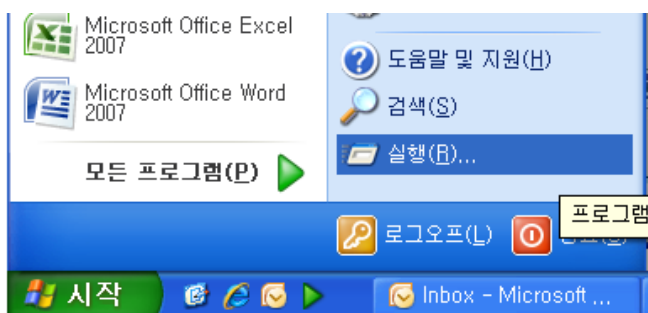 Microsoft Office Excel
2007
Microsoft Office Word
2007
모든 프로그램(P)
도움말 및 지원(H)
검색(S)
실행(R)...
프로그램
로그오프(L)
시작
Inbox - Microsoft ...